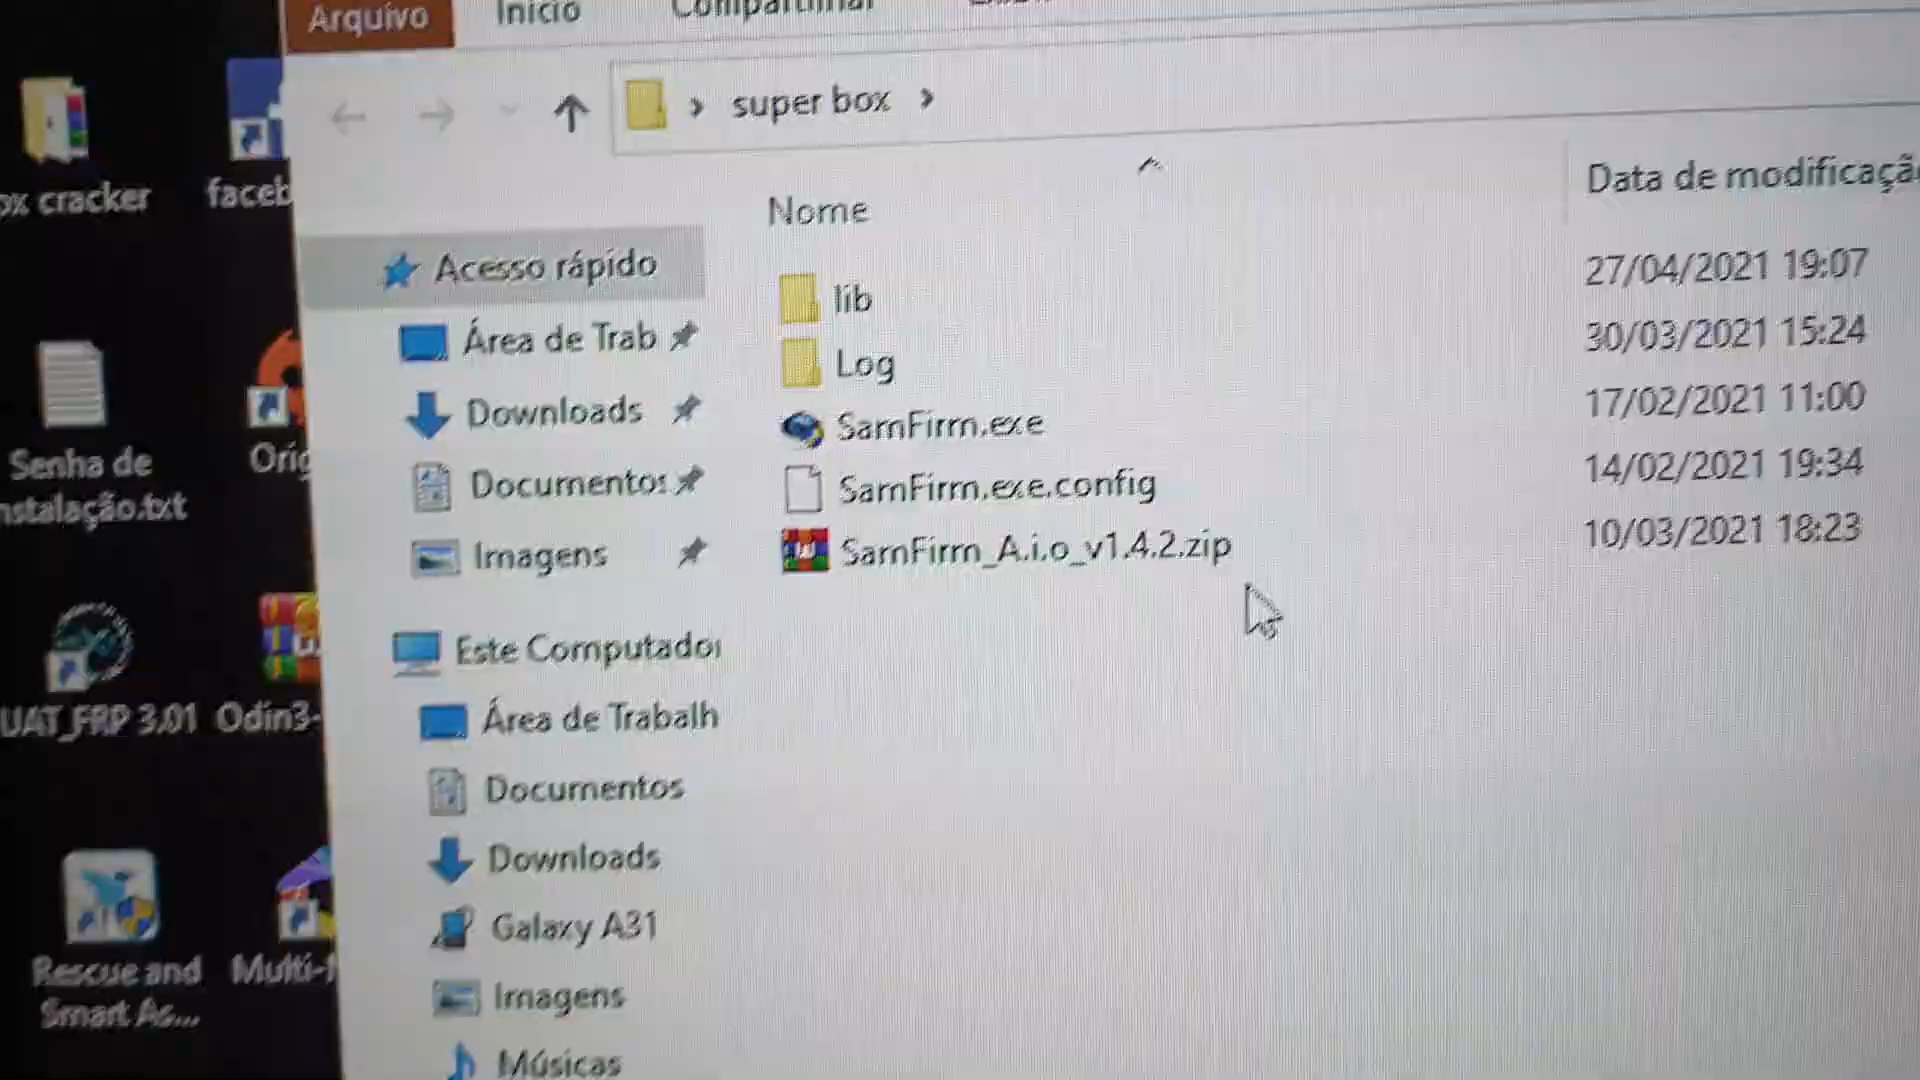 Arquivo
Início
super box
Nome
Data de modificaçã
lib
27/04/2021 19:07
Log
30/03/2021 15:24
SamFirm.exe
17/02/2021 11:00
SamFirm.exe.config
14/02/2021 19:34
SamFirm_A.i.o_v1.4.2.zip
10/03/2021 18:23
Acesso rápido
Área de Trab
Downloads
Documentos
Imagens
Este Computador
Área de Trabalh
Documentos
Downloads
Galaxy A31
Imagens
Músicas
ox cracker
faceb
Senha de
nstalação.txt
Orig
UAT_FRP 3.01
Odin3-
Rescue and
Smart As...
Multi-